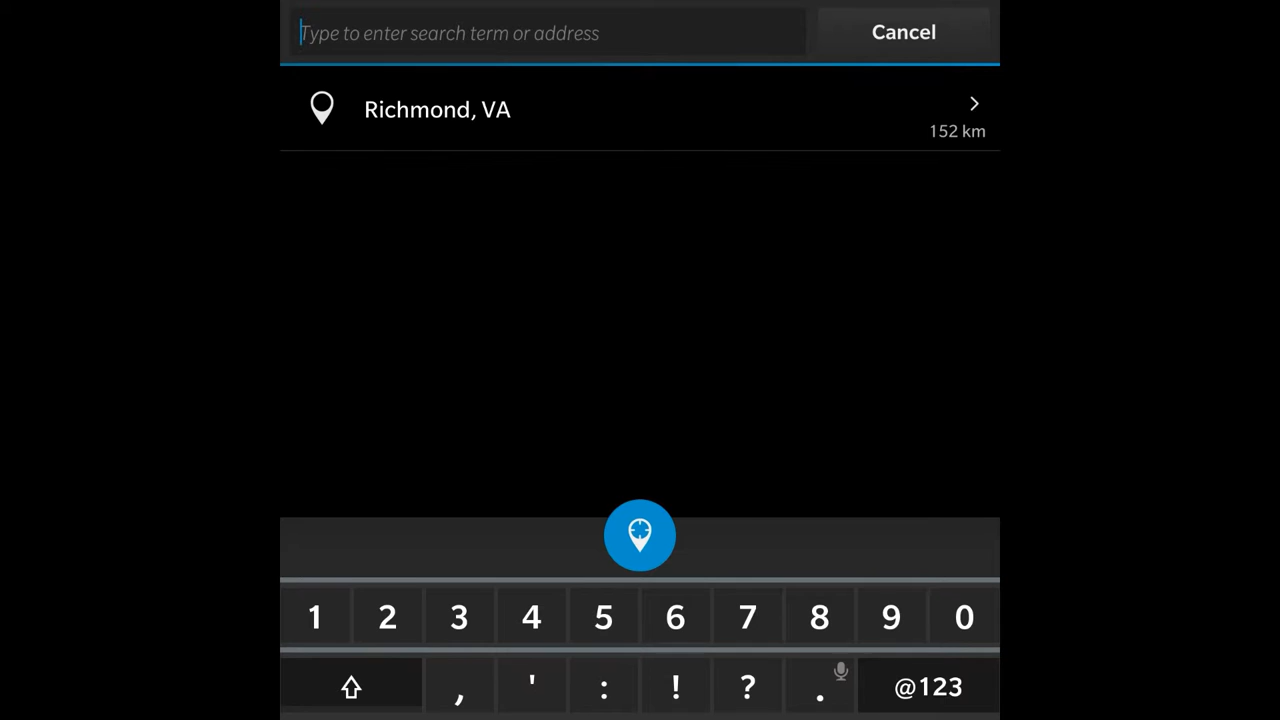 Type to enter search term or address
Cancel
Richmond, VA
152 km
1 2 3 4 5 6 7 8 9 0
, ' : ! ? . @123